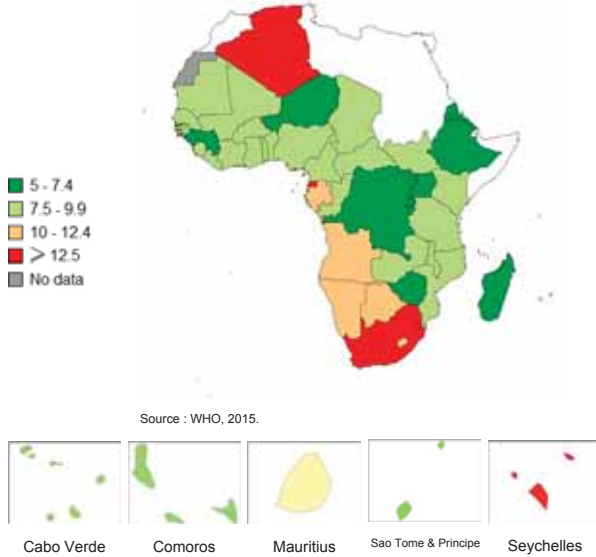 5 - 7.4
7.5 - 9.9
10 - 12.4
⩾ 12.5
No data
Source : WHO, 2015.
Cabo Verde
Comoros
Mauritius
Sao Tome & Principe
Seychelles